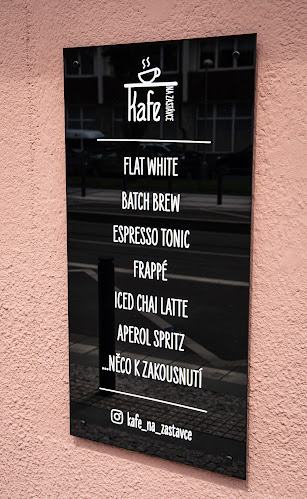 kafe
NA ZASTÁVCE
FLAT WHITE
BATCH BREW
ESPRESSO TONIC
FRAPPÉ
ICED CHAI LATTE
APEROL SPRITZ
...NĚCO K ZAKOUSNUTÍ
kafe_na_zastavce